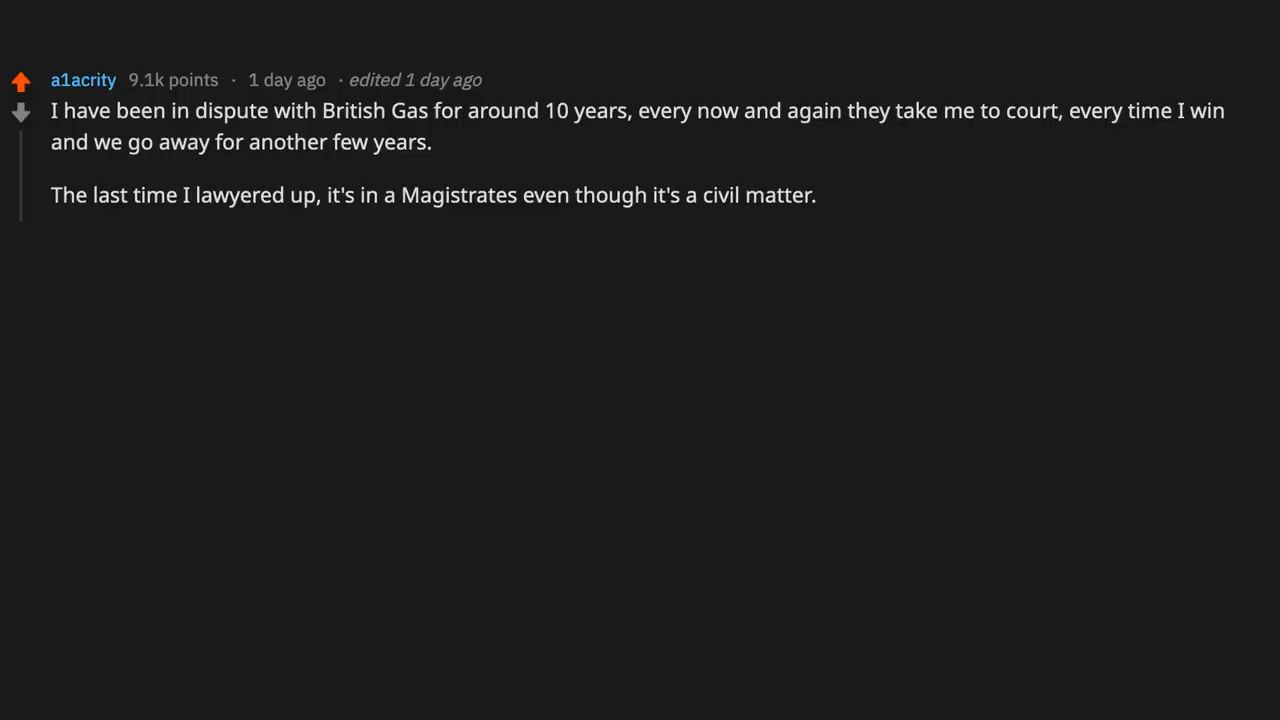 a1acrity 9.1k points · 1 day ago · edited 1 day ago
I have been in dispute with British Gas for around 10 years, every now and again they take me to court, every time I win
and we go away for another few years.
The last time I lawyered up, it's in a Magistrates even though it's a civil matter.